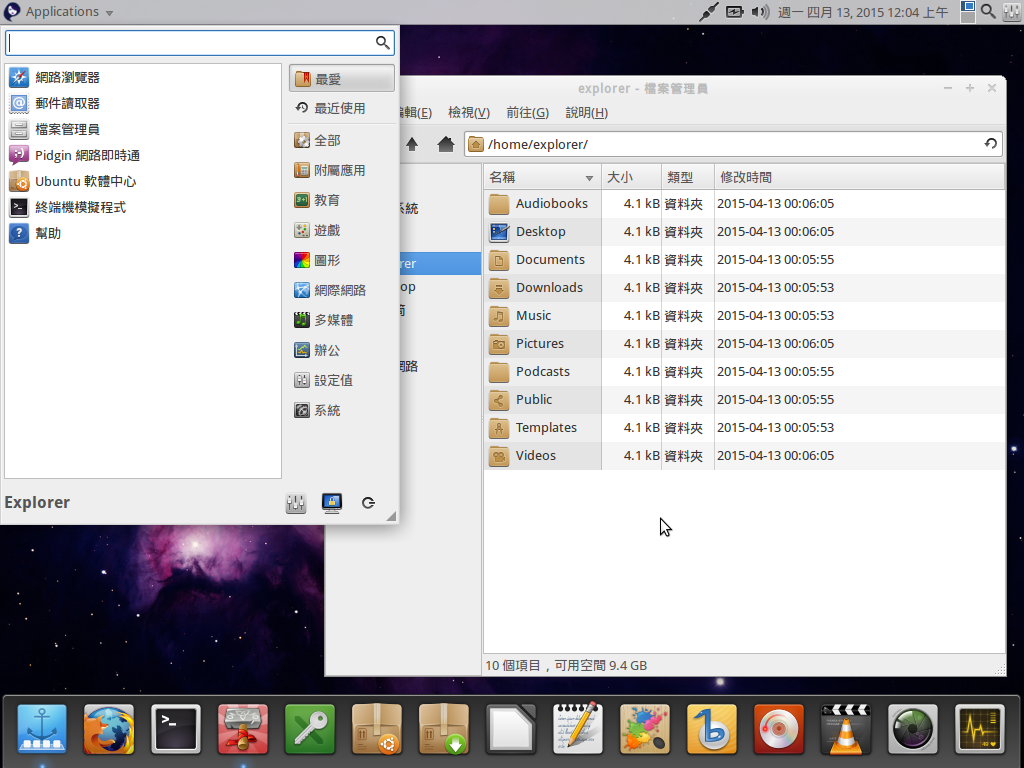 Applications
週一 四月 13, 2015 12:04 上午
網路瀏覽器
郵件讀取器
檔案管理員
Pidgin 網路即時通
Ubuntu 軟體中心
終端機模擬程式
幫助
最愛
最近使用
全部
附屬應用
教育
遊戲
圖形
網際網路
多媒體
辦公
設定值
系統
Explorer
explorer - 檔案管理員
輯(E) 檢視(V) 前往(G) 說明(H)
/home/explorer/
系統
rer
op
網路
名稱 大小 類型 修改時間
Audiobooks 4.1 kB 資料夾 2015-04-13 00:06:05
Desktop 4.1 kB 資料夾 2015-04-13 00:06:05
Documents 4.1 kB 資料夾 2015-04-13 00:05:55
Downloads 4.1 kB 資料夾 2015-04-13 00:05:53
Music 4.1 kB 資料夾 2015-04-13 00:05:53
Pictures 4.1 kB 資料夾 2015-04-13 00:06:05
Podcasts 4.1 kB 資料夾 2015-04-13 00:05:55
Public 4.1 kB 資料夾 2015-04-13 00:05:55
Templates 4.1 kB 資料夾 2015-04-13 00:05:53
Videos 4.1 kB 資料夾 2015-04-13 00:06:05
10 個項目，可用空間 9.4 GB